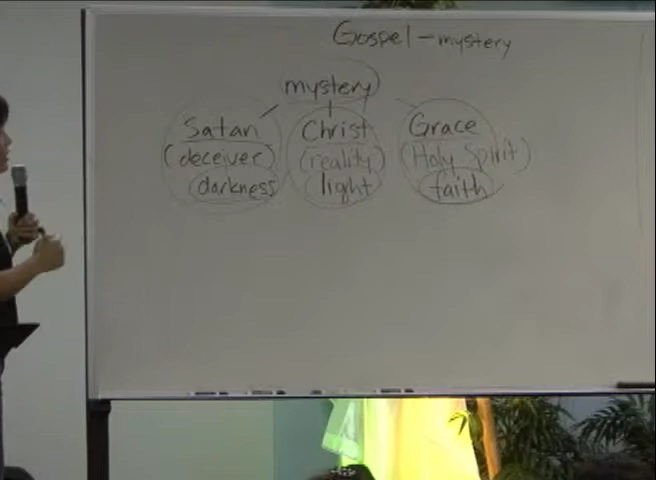 Gospel - mystery
mystery
Satan Christ Grace
(deceiver) (reality) (Holy Spirit)
darkness light faith